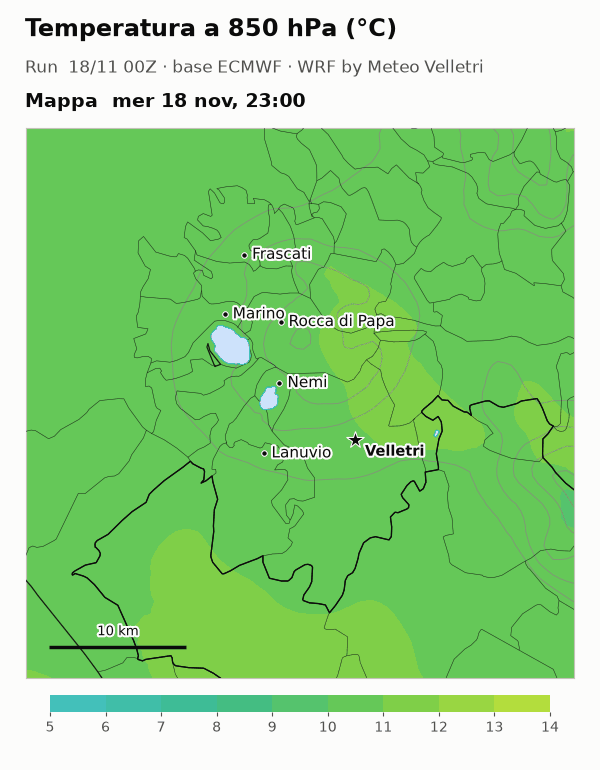 Temperatura a 850 hPa (°C)
Run  18/11 00Z · base ECMWF · WRF by Meteo Velletri
Mappa  mer 18 nov, 23:00
Frascati
Marino
Rocca di Papa
Nemi
Velletri
Lanuvio
10 km
5 6 7 8 9 10 11 12 13 14